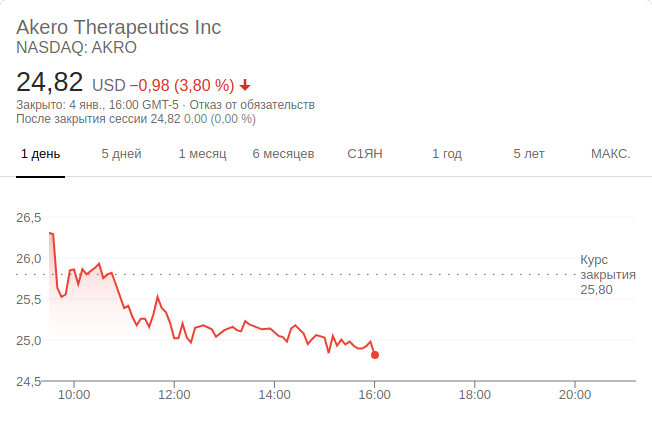 Akero Therapeutics Inc
NASDAQ: AKRO
24,82 USD −0,98 (3,80 %)
Закрыто: 4 янв., 16:00 GMT-5 · Отказ от обязательств
После закрытия сессии 24,82 0,00 (0,00 %)
1 день 5 дней 1 месяц 6 месяцев С1ЯН 1 год 5 лет МАКС.
26,5
26,0
25,5
25,0
24,5
Курс
закрытия
25,80
10:00 12:00 14:00 16:00 18:00 20:00